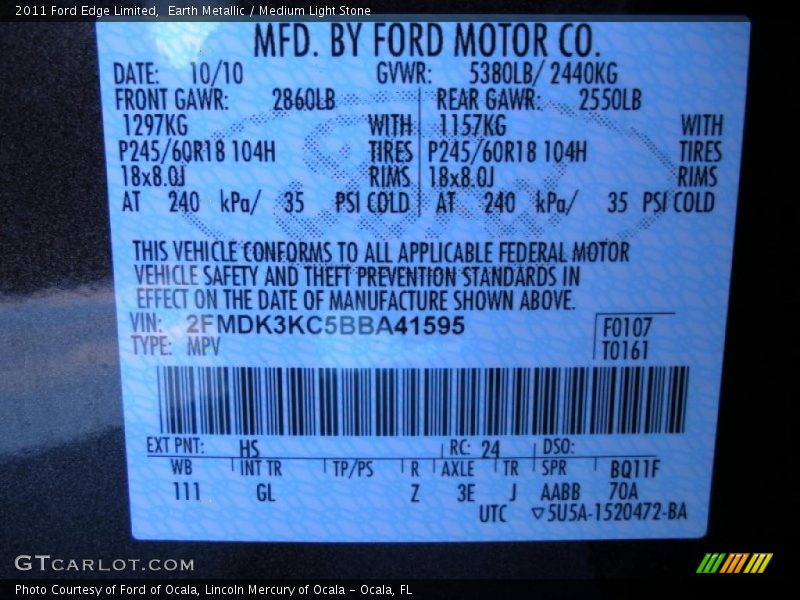 2011 Ford Edge Limited, Earth Metallic / Medium Light Stone
MFD. BY FORD MOTOR CO.
DATE: 10/10 GVWR: 5380LB/ 2440KG
FRONT GAWR: 2860LB REAR GAWR: 2550LB
1297KG WITH 1157KG WITH
P245/60R18 104H TIRES P245/60R18 104H TIRES
18x8.0J RIMS 18x8.0J RIMS
AT 240 kPa/ 35 PSI COLD AT 240 kPa/ 35 PSI COLD
THIS VEHICLE CONFORMS TO ALL APPLICABLE FEDERAL MOTOR
VEHICLE SAFETY AND THEFT PREVENTION STANDARDS IN
EFFECT ON THE DATE OF MANUFACTURE SHOWN ABOVE.
VIN: 2FMDK3KC5BBA41595 F0107
TYPE: MPV T0161
EXT PNT: HS RC: 24 DSO:
WB INT TR TP/PS R AXLE TR SPR BQ11F
111 GL Z 3E J AABB 70A
UTC ▽5U5A-1520472-BA
GTCARLOT.COM
Photo Courtesy of Ford of Ocala, Lincoln Mercury of Ocala - Ocala, FL